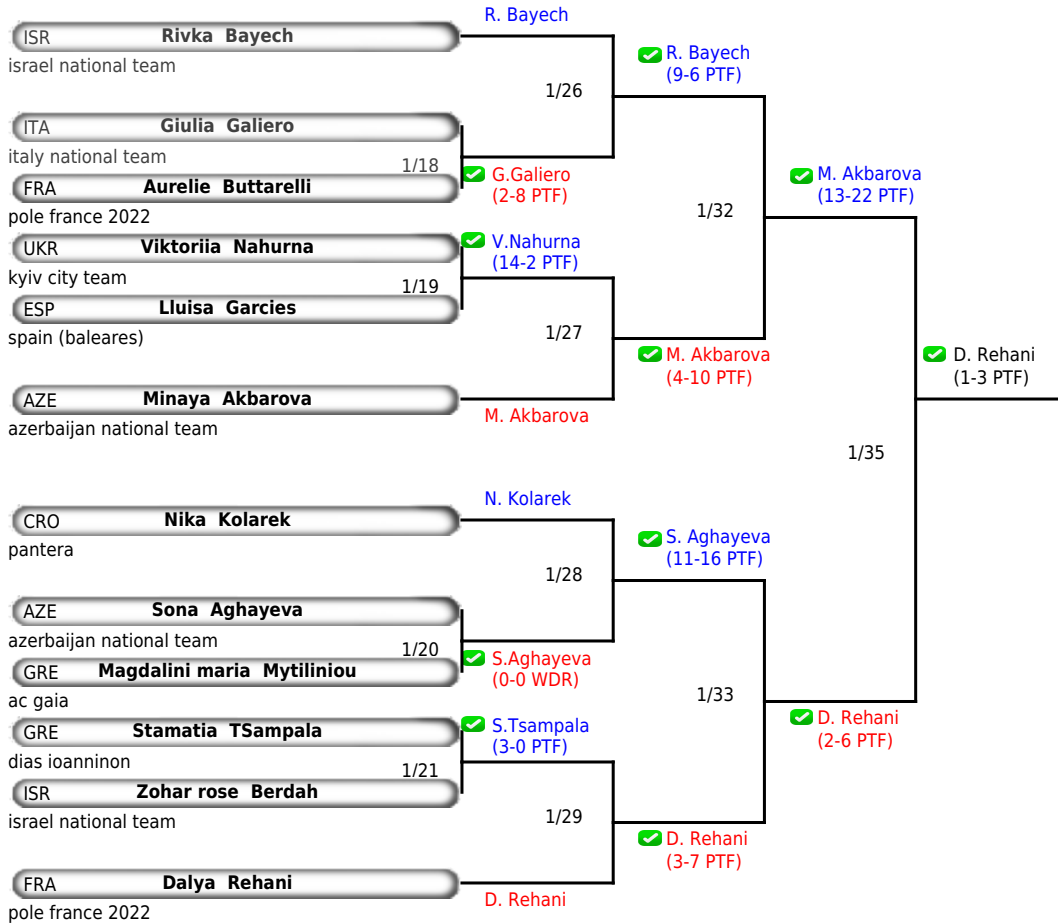 R. Bayech
ISR Rivka Bayech
israel national team
R. Bayech
(9-6 PTF)
1/26
ITA Giulia Galiero
italy national team
1/18
G.Galiero
(2-8 PTF)
FRA Aurelie Buttarelli
pole france 2022
M. Akbarova
(13-22 PTF)
1/32
UKR Viktoriia Nahurna
kyiv city team
V.Nahurna
(14-2 PTF)
1/19
ESP Lluisa Garcies
spain (baleares)
1/27
M. Akbarova
(4-10 PTF)
D. Rehani
(1-3 PTF)
AZE Minaya Akbarova
azerbaijan national team
M. Akbarova
1/35
N. Kolarek
CRO Nika Kolarek
pantera
S. Aghayeva
(11-16 PTF)
1/28
AZE Sona Aghayeva
azerbaijan national team
1/20
S.Aghayeva
(0-0 WDR)
GRE Magdalini maria Mytiliniou
ac gaia
1/33
GRE Stamatia TSampala
dias ioanninon
S.Tsampala
(3-0 PTF)
D. Rehani
(2-6 PTF)
1/21
ISR Zohar rose Berdah
israel national team
1/29
D. Rehani
(3-7 PTF)
FRA Dalya Rehani
pole france 2022
D. Rehani